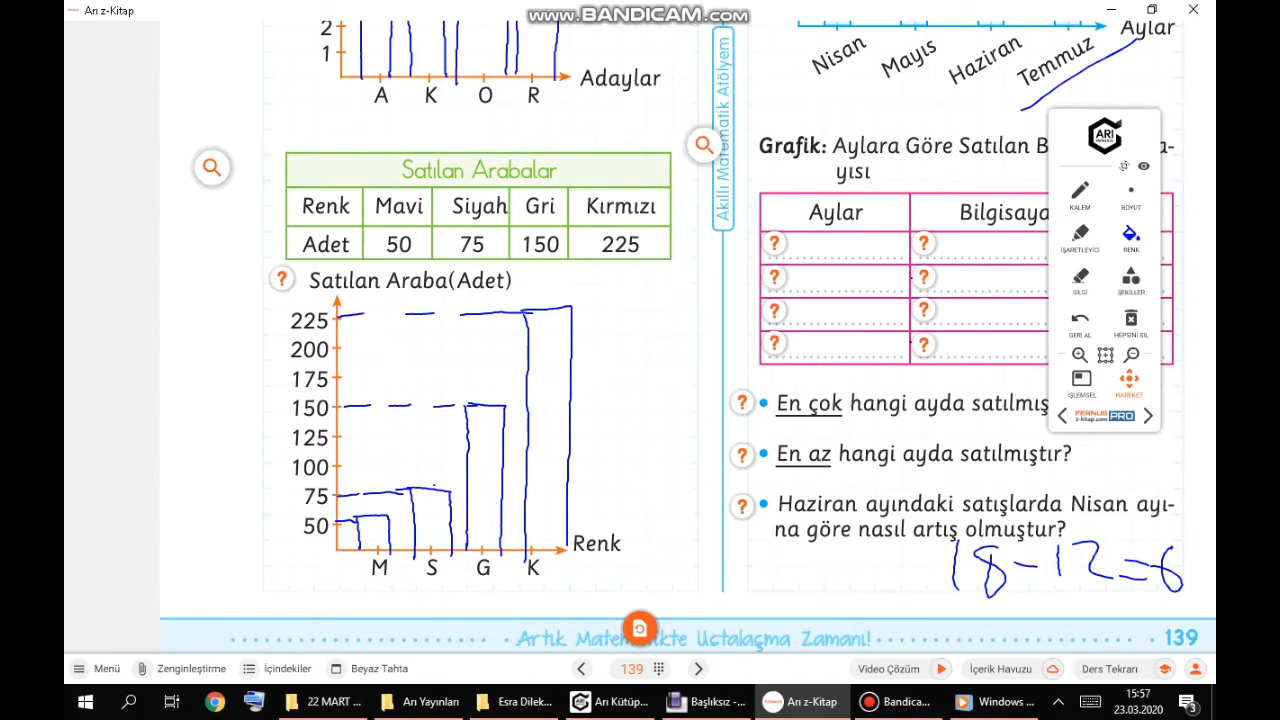 Arı z-Kitap
www.BANDICAM.com
2
1
Adaylar
A K O R
Satılan Arabalar
Renk Mavi Siyah Gri Kırmızı
Adet 50 75 150 225
? Satılan Araba(Adet)
225
200
175
150
125
100
75
50
Renk
M S G K
Akıllı Matematik Atölyem
Aylar
Nisan Mayıs Haziran Temmuz
Grafik: Aylara Göre Satılan B a-
yısı
Aylar Bilgisaya
? ?
? ?
? ?
? ?
? • En çok hangi ayda satılmış
? • En az hangi ayda satılmıştır?
? • Haziran ayındaki satışlarda Nisan ayı-
na göre nasıl artış olmuştur?
18-12=6
ARI
KALEM BOYUT
İŞARETLEYİCİ RENK
SİLGİ ŞEKİLLER
GERİ AL HEPSİNİ SİL
İŞLEMSEL HAREKET
FERNUS PRO
z-kitap.com
Artık Matematikte Ustalaşma Zamanı!
139
Menü Zenginleştirme İçindekiler Beyaz Tahta 139 Video Çözüm İçerik Havuzu Ders Tekrarı
22 MART ... Arı Yayınları Esra Dilek... Arı Kütüp... Başlıksız -... Arı z-Kitap Bandica... Windows ...
15:57
23.03.2020
3